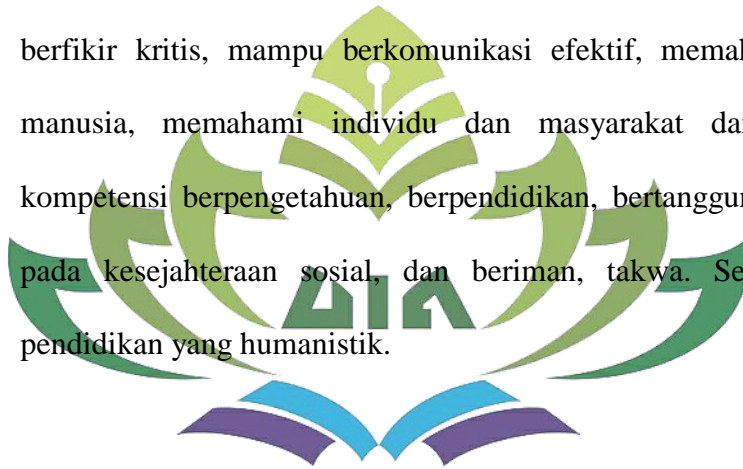 berfikir kritis, mampu berkomunikasi efektif, memah
manusia, memahami individu dan masyarakat dan
kompetensi berpengetahuan, berpendidikan, bertanggun
pada kesejahteraan sosial, dan beriman, takwa. Se
pendidikan yang humanistik.